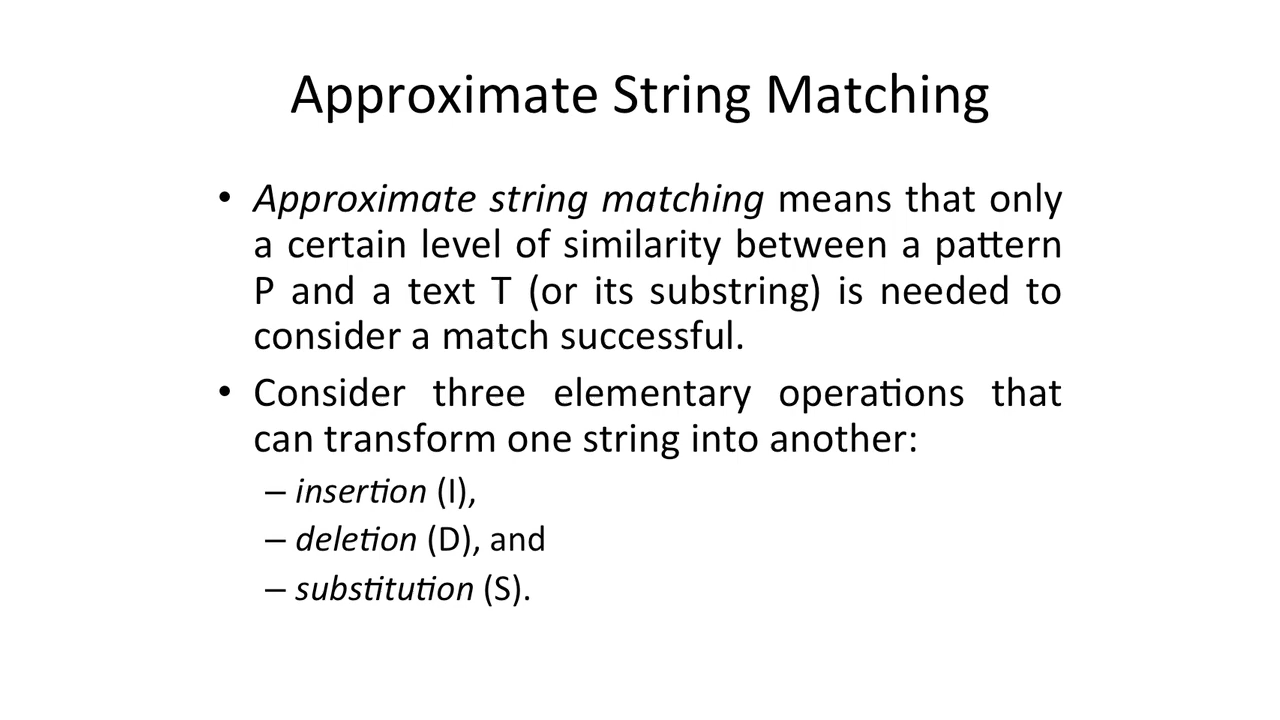 Approximate String Matching
• Approximate string matching means that only
a certain level of similarity between a pattern
P and a text T (or its substring) is needed to
consider a match successful.
• Consider three elementary operations that
can transform one string into another:
– insertion (I),
– deletion (D), and
– substitution (S).